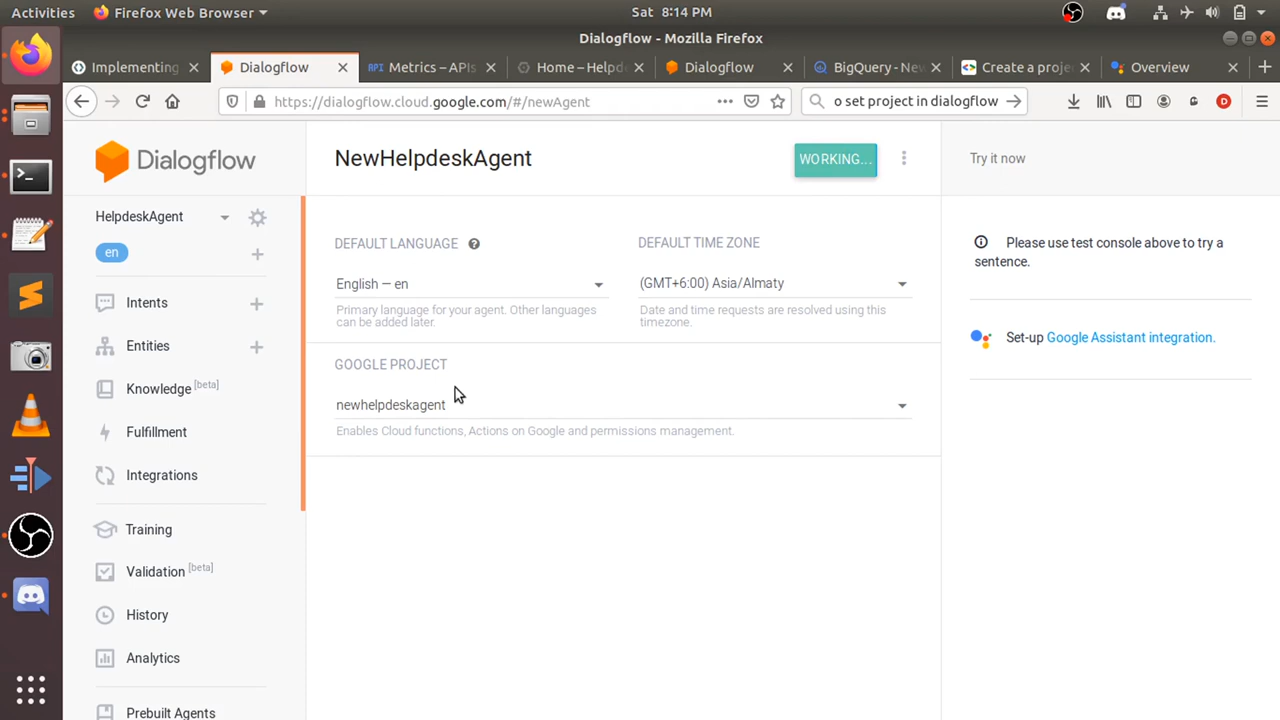 Activities
Firefox Web Browser
Sat 8:14 PM
Dialogflow - Mozilla Firefox
Implementing
Dialogflow
API Metrics – APIs
Home – Helpd
Dialogflow
BigQuery - New
Create a proje
Overview
https://dialogflow.cloud.google.com/#/newAgent
o set project in dialogflow
Dialogflow
NewHelpdeskAgent
WORKING...
Try it now
HelpdeskAgent
en
DEFAULT LANGUAGE ?
DEFAULT TIME ZONE
English — en
(GMT+6:00) Asia/Almaty
Primary language for your agent. Other languages
can be added later.
Date and time requests are resolved using this
timezone.
GOOGLE PROJECT
newhelpdeskagent
Enables Cloud functions, Actions on Google and permissions management.
Please use test console above to try a
sentence.
Set-up Google Assistant integration.
Intents
Entities
Knowledge [beta]
Fulfillment
Integrations
Training
Validation [beta]
History
Analytics
Prebuilt Agents